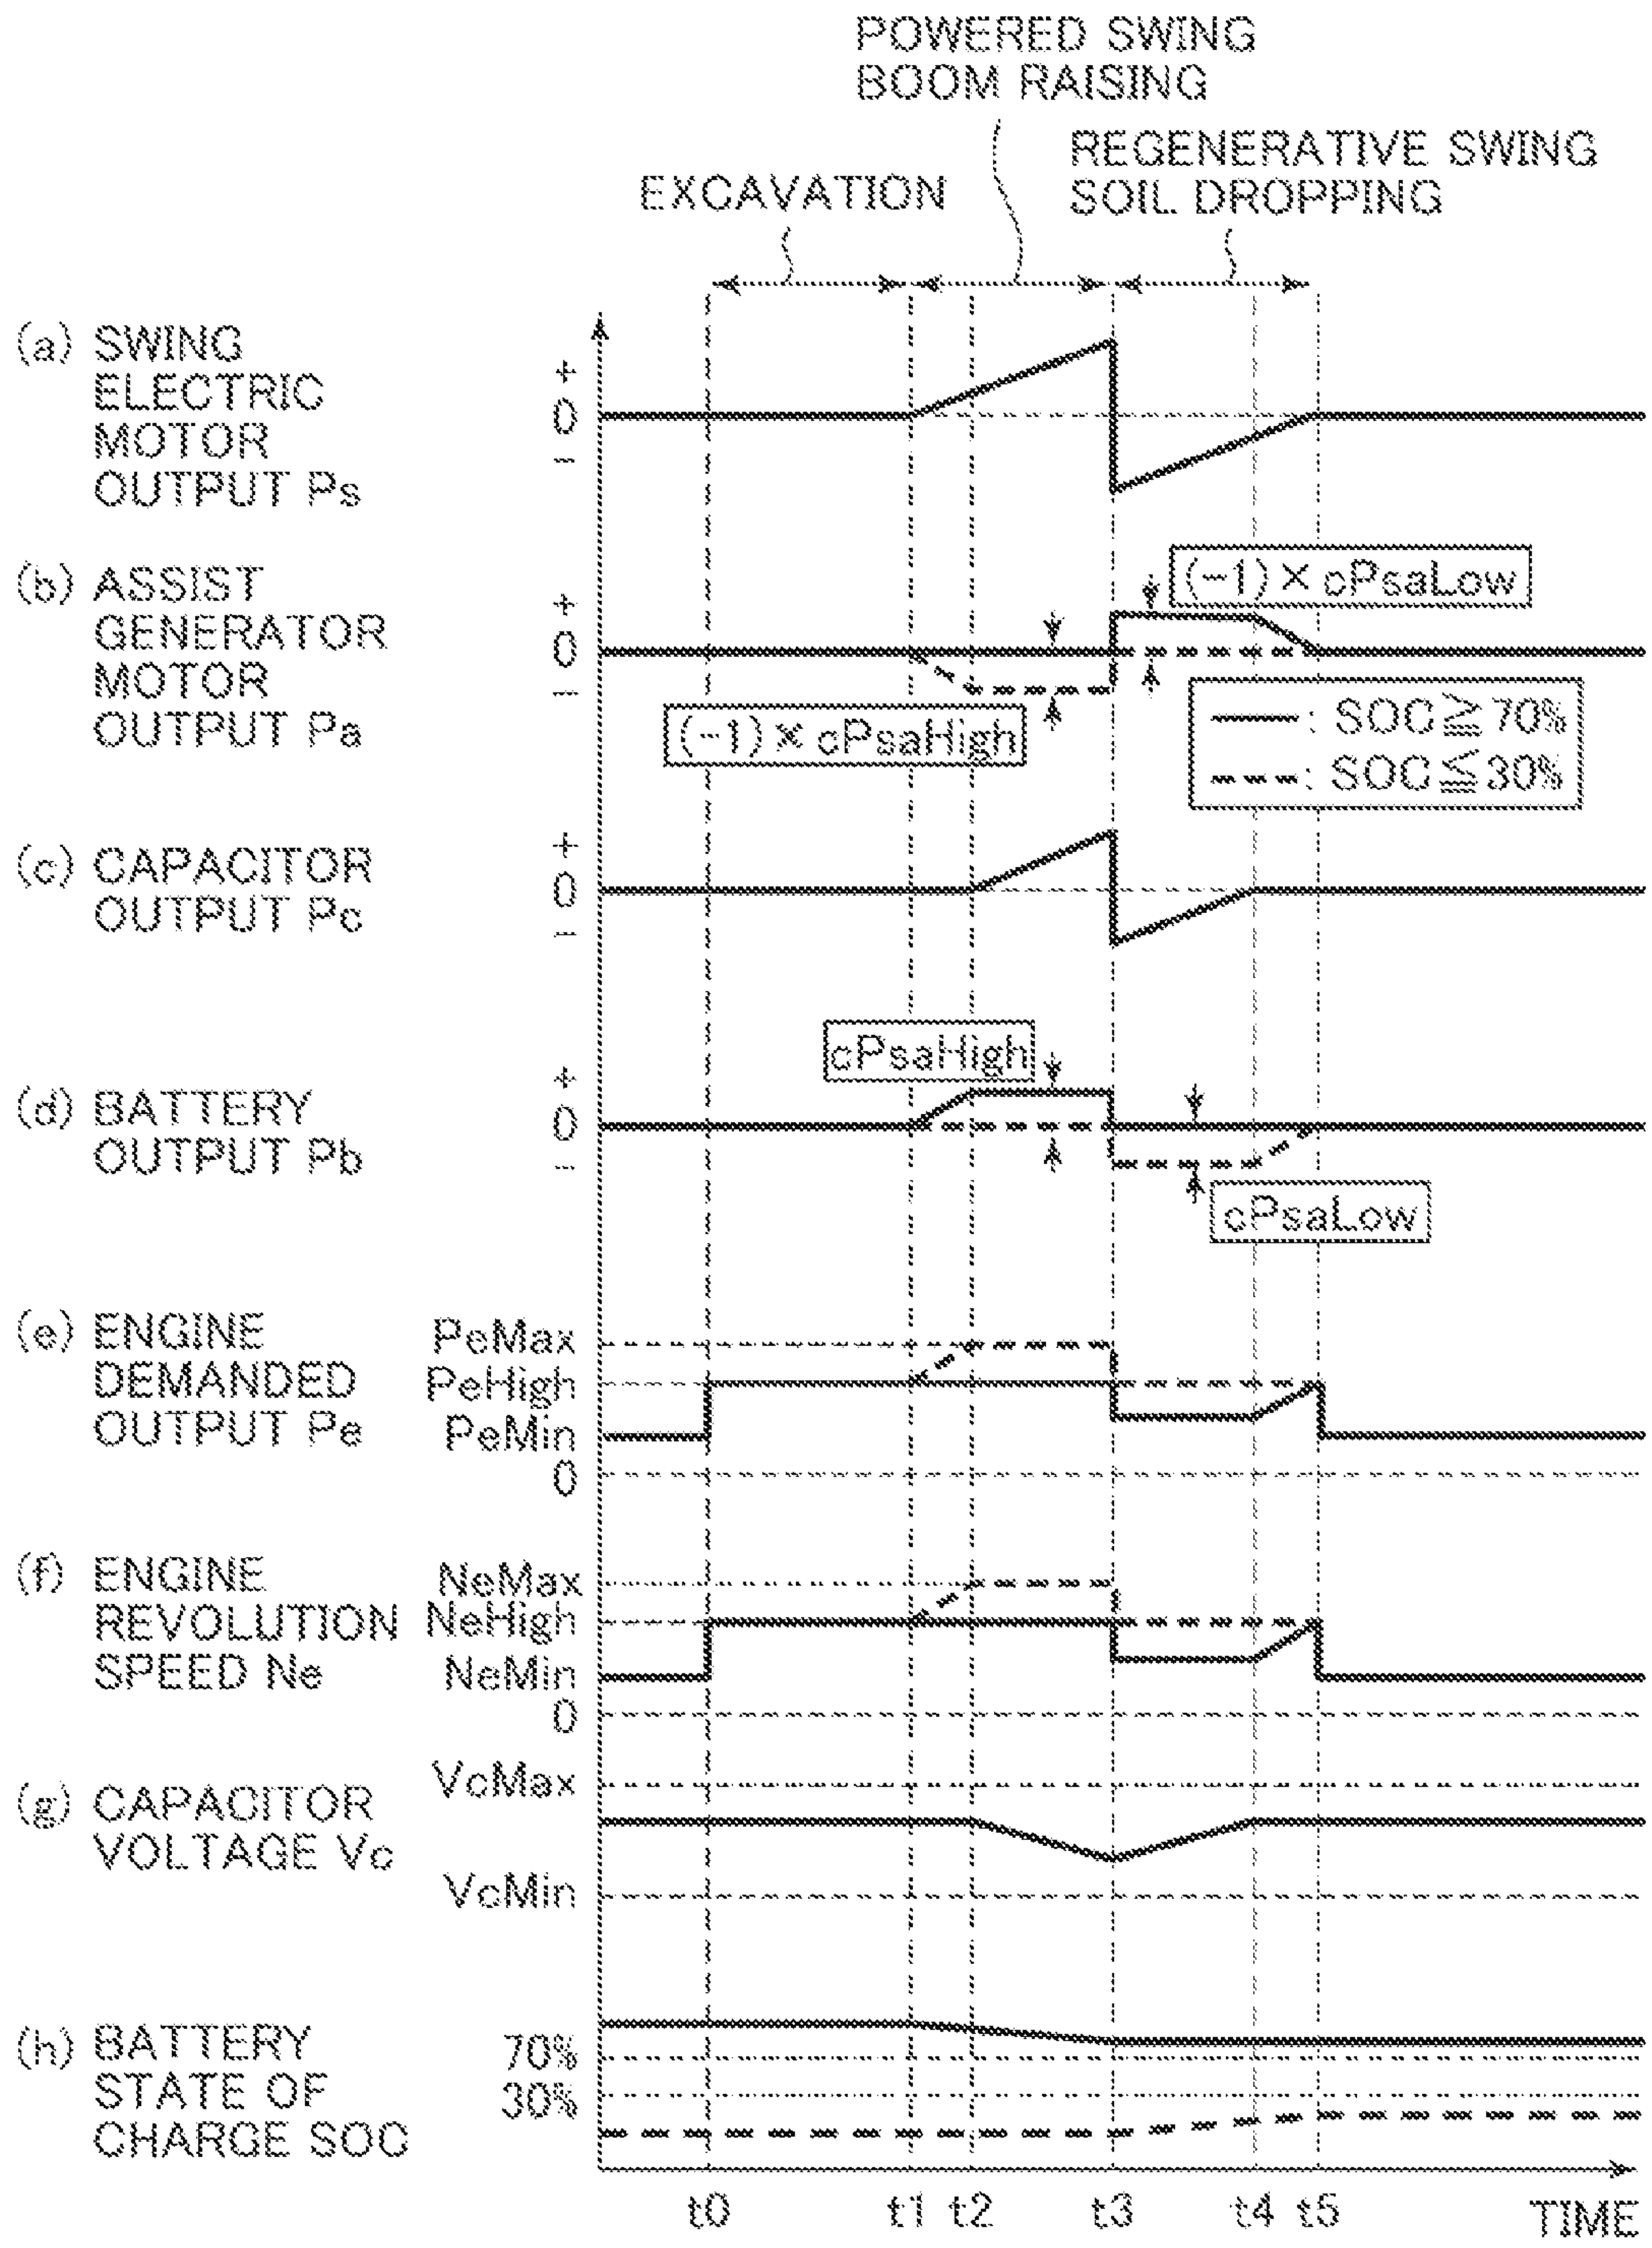 POWERED SWING
BOOM RAISING
REGENERATIVE SWING
SOIL DROPPING
EXCAVATION
(a) SWING
ELECTRIC
MOTOR
OUTPUT Ps
+
0
−
(b) ASSIST
GENERATOR
MOTOR
OUTPUT Pa
+
0
−
(−1)×cPsaLow
(−1)×cPsaHigh
: SOC≧70%
: SOC≦30%
(c) CAPACITOR
OUTPUT Pc
+
0
−
(d) BATTERY
OUTPUT Pb
+
0
−
cPsaHigh
cPsaLow
(e) ENGINE
DEMANDED
OUTPUT Pe
PeMax
PeHigh
PeMin
0
(f) ENGINE
REVOLUTION
SPEED Ne
NeMax
NeHigh
NeMin
0
(g) CAPACITOR
VOLTAGE Vc
VcMax
VcMin
(h) BATTERY
STATE OF
CHARGE SOC
70%
30%
t0 t1 t2 t3 t4 t5 TIME